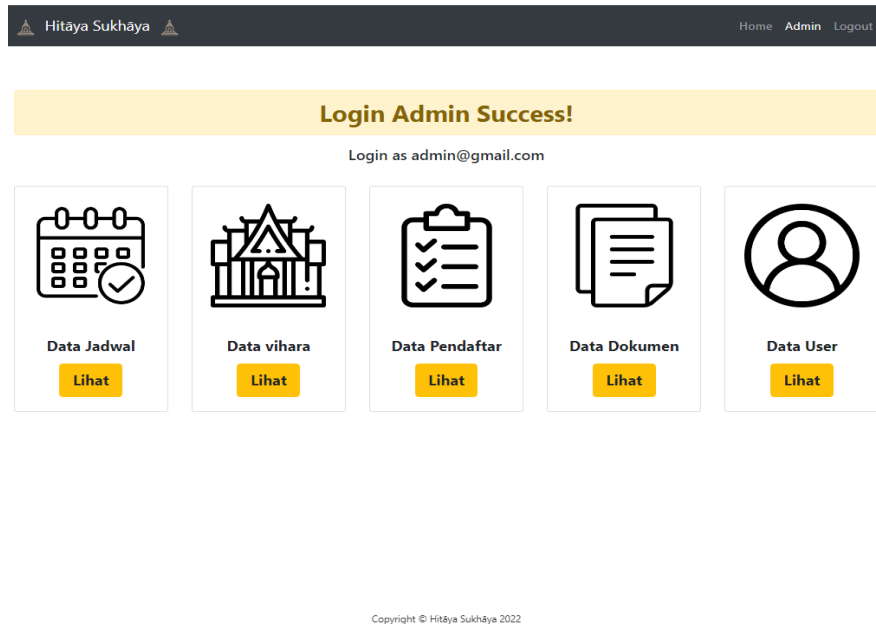 Hitāya Sukhāya
Home Admin Logout
Login Admin Success!
Login as admin@gmail.com
Data Jadwal
Lihat
Data vihara
Lihat
Data Pendaftar
Lihat
Data Dokumen
Lihat
Data User
Lihat
Copyright © Hitāya Sukhāya 2022